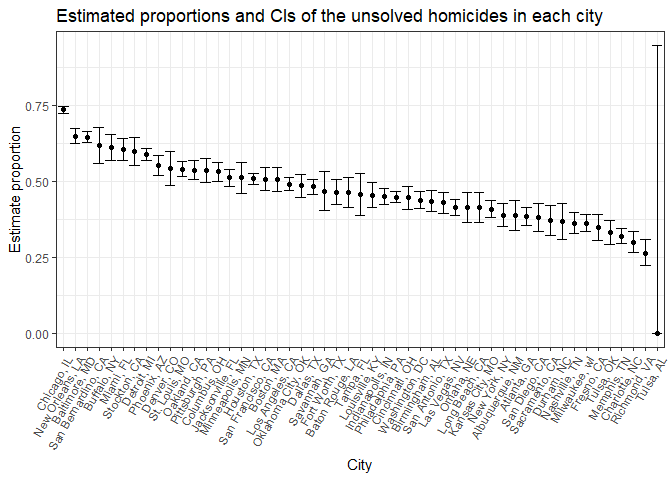 Estimated proportions and CIs of the unsolved homicides in each city
Estimate proportion
0.75
0.50
0.25
0.00
Chicago, IL
New Orleans, LA
Baltimore, MD
San Bernardino, CA
Buffalo, NY
Miami, FL
Stockton, CA
Detroit, MI
Phoenix, AZ
Denver, CO
St. Louis, MO
Oakland, CA
Pittsburgh, PA
Columbus, OH
Jacksonville, FL
Minneapolis, MN
Houston, TX
San Francisco, CA
Boston, MA
Los Angeles, CA
Oklahoma City, OK
Dallas, TX
Savannah, GA
Fort Worth, TX
Baton Rouge, LA
Tampa, FL
Louisville, KY
Indianapolis, IN
Philadelphia, PA
Cincinnati, OH
Washington, DC
Birmingham, AL
San Antonio, TX
Las Vegas, NV
Omaha, NE
Long Beach, CA
Kansas City, MO
New York, NY
Albuquerque, NM
Atlanta, GA
San Diego, CA
Sacramento, CA
Durham, NC
Nashville, TN
Milwaukee, wI
Fresno, CA
Tulsa, OK
Memphis, TN
Charlotte, NC
Richmond, VA
Tulsa, AL
City